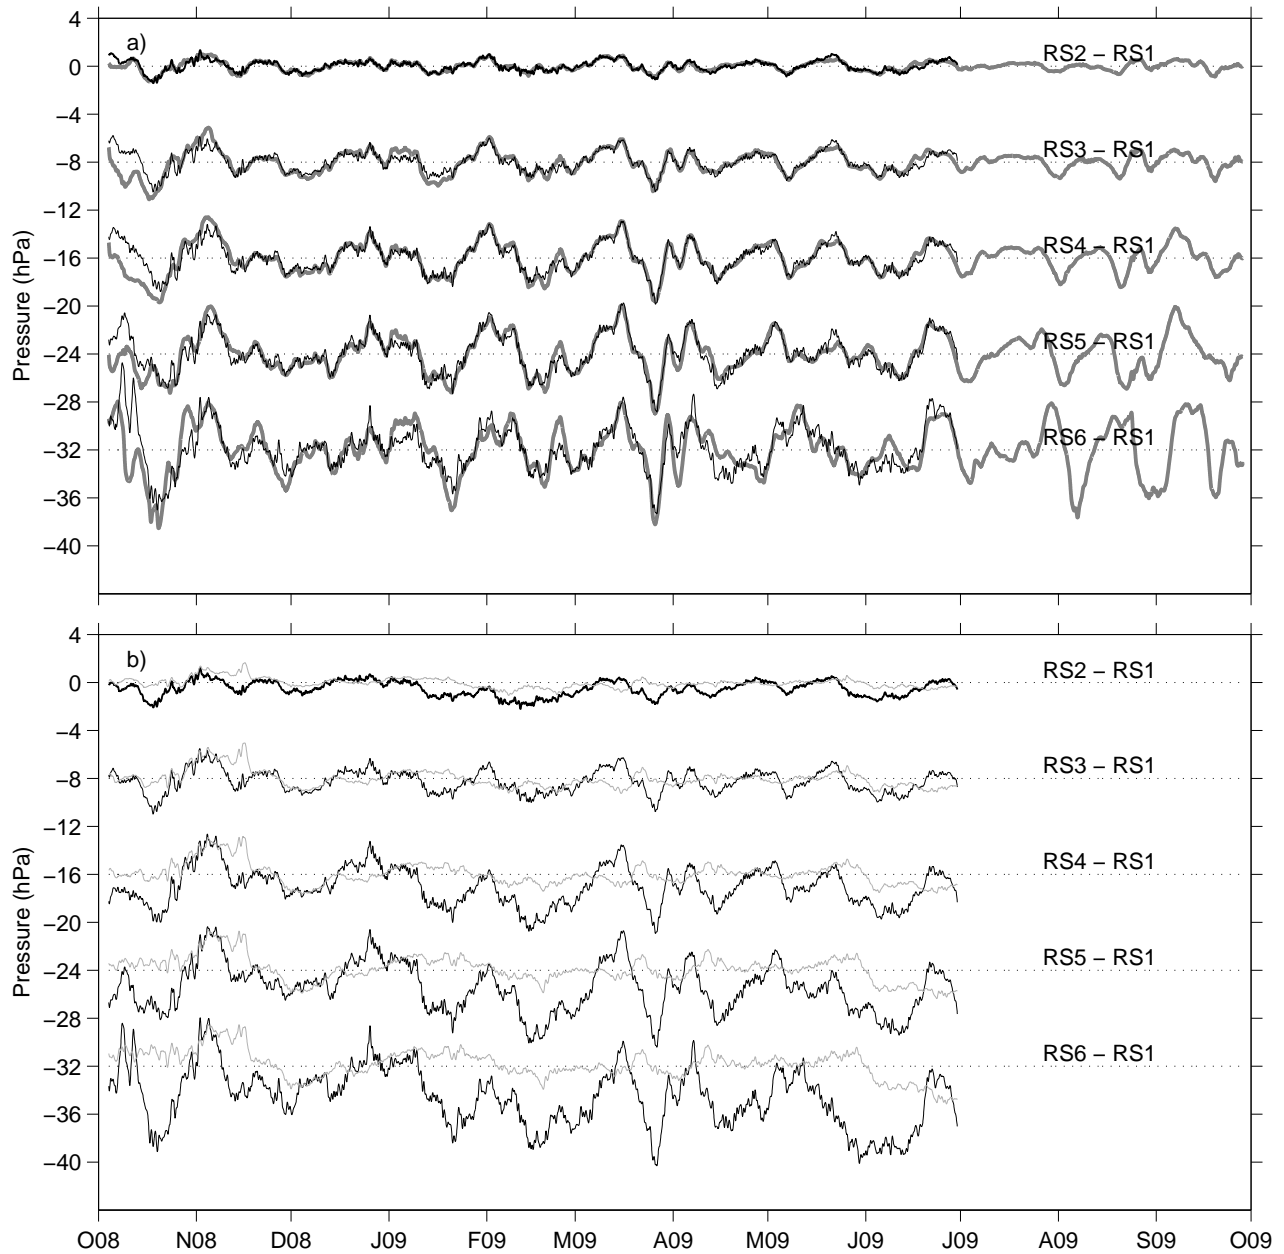 4
a)
RS2 − RS1
0
−4
RS3 − RS1
−8
−12
RS4 − RS1
−16
Pressure (hPa)
−20
RS5 − RS1
−24
−28
RS6 − RS1
−32
−36
−40
4
b)
RS2 − RS1
0
−4
RS3 − RS1
−8
−12
RS4 − RS1
−16
Pressure (hPa)
−20
RS5 − RS1
−24
−28
RS6 − RS1
−32
−36
−40
O08 N08 D08 J09 F09 M09 A09 M09 J09 J09 A09 S09 O09